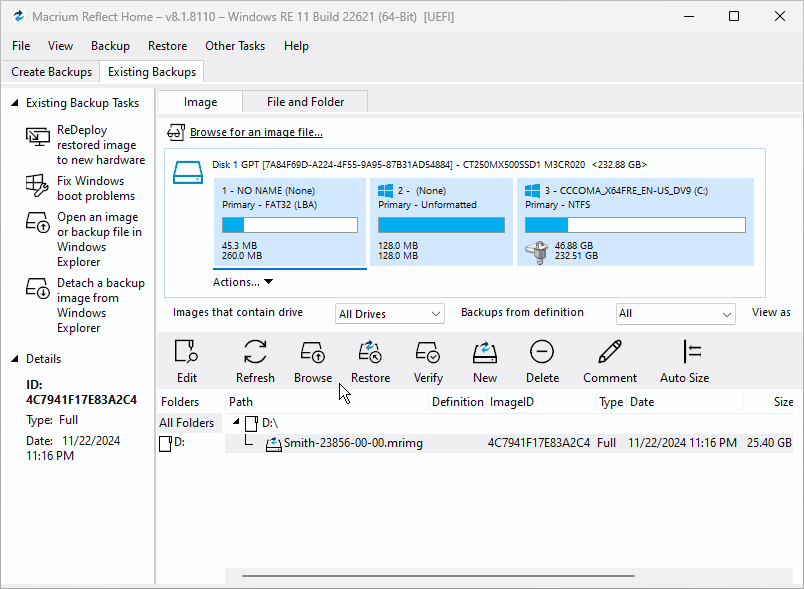 Macrium Reflect Home – v8.1.8110 – Windows RE 11 Build 22621 (64-Bit)  [UEFI]
File View Backup Restore Other Tasks Help
Create Backups Existing Backups
Existing Backup Tasks
ReDeploy
restored image
to new hardware
Fix Windows
boot problems
Open an image
or backup file in
Windows
Explorer
Detach a backup
image from
Windows
Explorer
Details
ID:
4C7941F17E83A2C4
Type: Full
Date: 11/22/2024
11:16 PM
Image File and Folder
Browse for an image file...
Disk 1 GPT [7A84F69D-A224-4F55-9A95-87B31AD54884] - CT250MX500SSD1 M3CR020  <232.88 GB>
1 - NO NAME (None)
Primary - FAT32 (LBA)
45.3 MB
260.0 MB
2 -  (None)
Primary - Unformatted
128.0 MB
128.0 MB
3 - CCCOMA_X64FRE_EN-US_DV9 (C:)
Primary - NTFS
46.88 GB
232.51 GB
Actions...
Images that contain drive All Drives Backups from definition All View as
Edit Refresh Browse Restore Verify New Delete Comment Auto Size
Folders Path Definition ImageID Type Date Size
All Folders D:\
D: Smith-23856-00-00.mrimg 4C7941F17E83A2C4 Full 11/22/2024 11:16 PM 25.40 GB